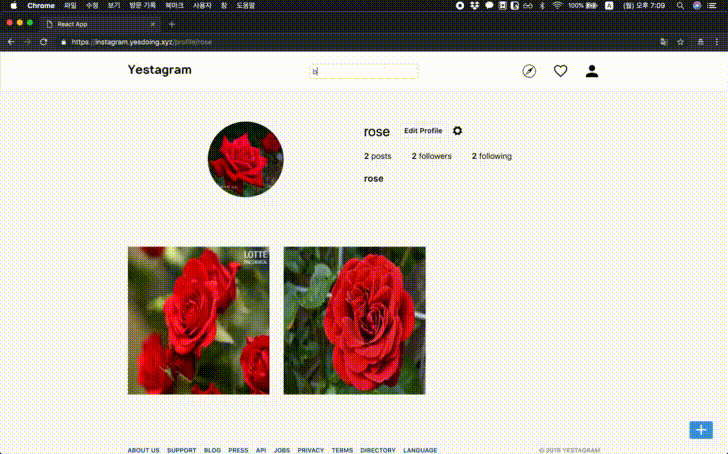 Chrome 파일 수정 보기 방문 기록 북마크 사용자 창 도움말 100% (월) 오후 7:09
React App
https://instagram.yesdoing.xyz/profile/rose
Yestagram
b
rose Edit Profile
2 posts 2 followers 2 following
rose
LOTTE
ABOUT US SUPPORT BLOG PRESS API JOBS PRIVACY TERMS DIRECTORY LANGUAGE
© 2018 YESTAGRAM